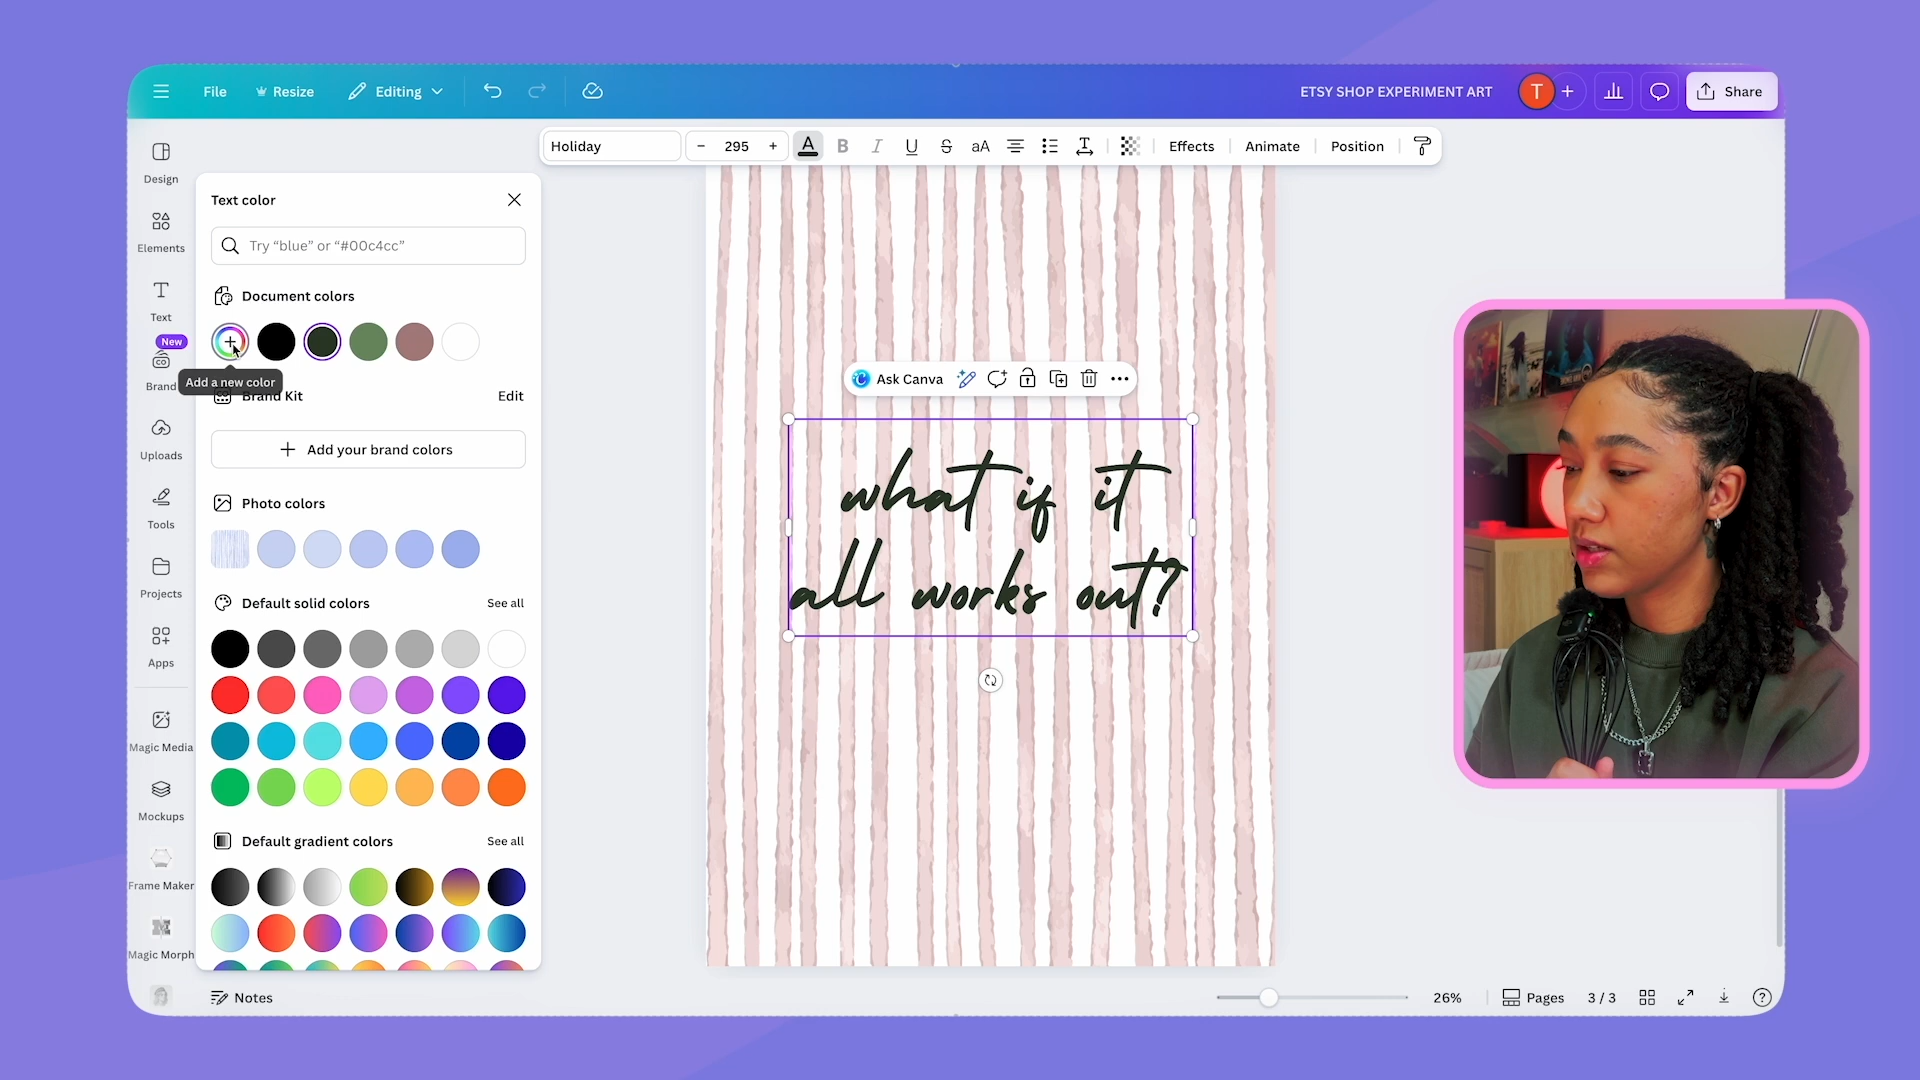 File
Resize
Editing
ETSY SHOP EXPERIMENT ART
T
Share
Design
Elements
Text
New
Brand
Uploads
Tools
Projects
Apps
Magic Media
Mockups
Frame Maker
Magic Morph
Holiday
– 295 +
A
B
I
U
S
aA
Effects
Animate
Position
Text color
Try “blue” or “#00c4cc”
Document colors
Add a new color
Brand Kit
Edit
Add your brand colors
Photo colors
Default solid colors
See all
Default gradient colors
See all
Ask Canva
what if it
all works out?
Notes
26%
Pages
3 / 3